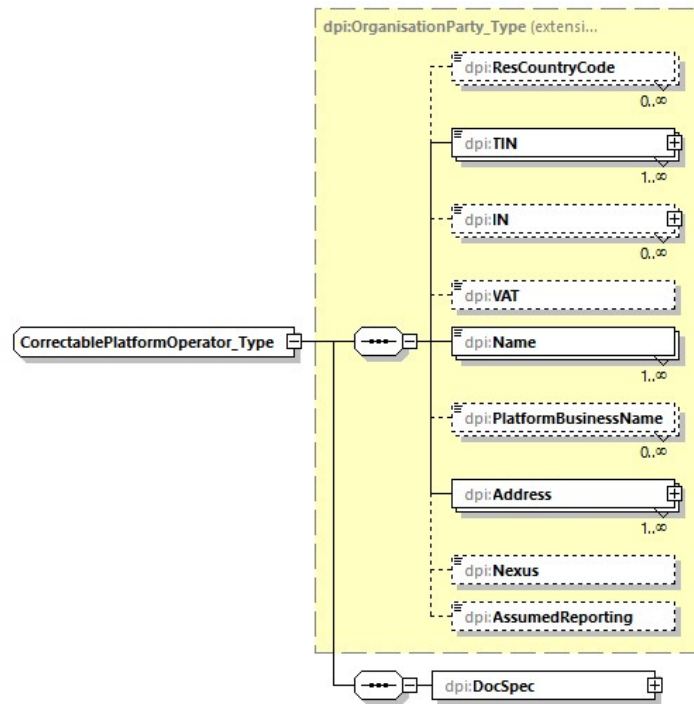 dpi:OrganisationParty_Type (extensi...
dpi:ResCountryCode
0..∞
dpi:TIN
1..∞
dpi:IN
0..∞
dpi:VAT
CorrectablePlatformOperator_Type
dpi:Name
1..∞
dpi:PlatformBusinessName
0..∞
dpi:Address
1..∞
dpi:Nexus
dpi:AssumedReporting
dpi:DocSpec